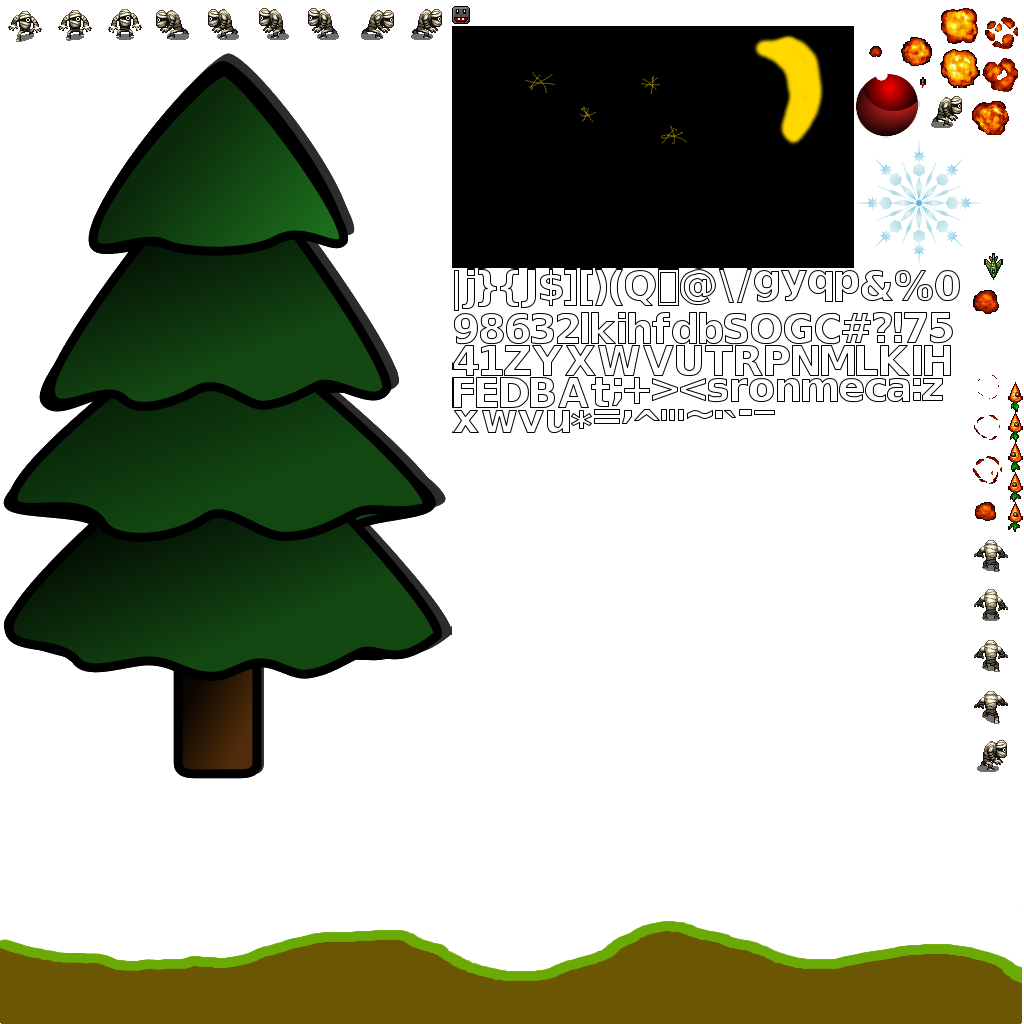 |j}{J$][)(Q▯@\/gyqp&%0
98632lkihfdbSOGC#?!75
41ZYXWVUTRPNMLKIH
FEDBAt;+><sronmeca:z
xwvu*=,^"'~·`-–